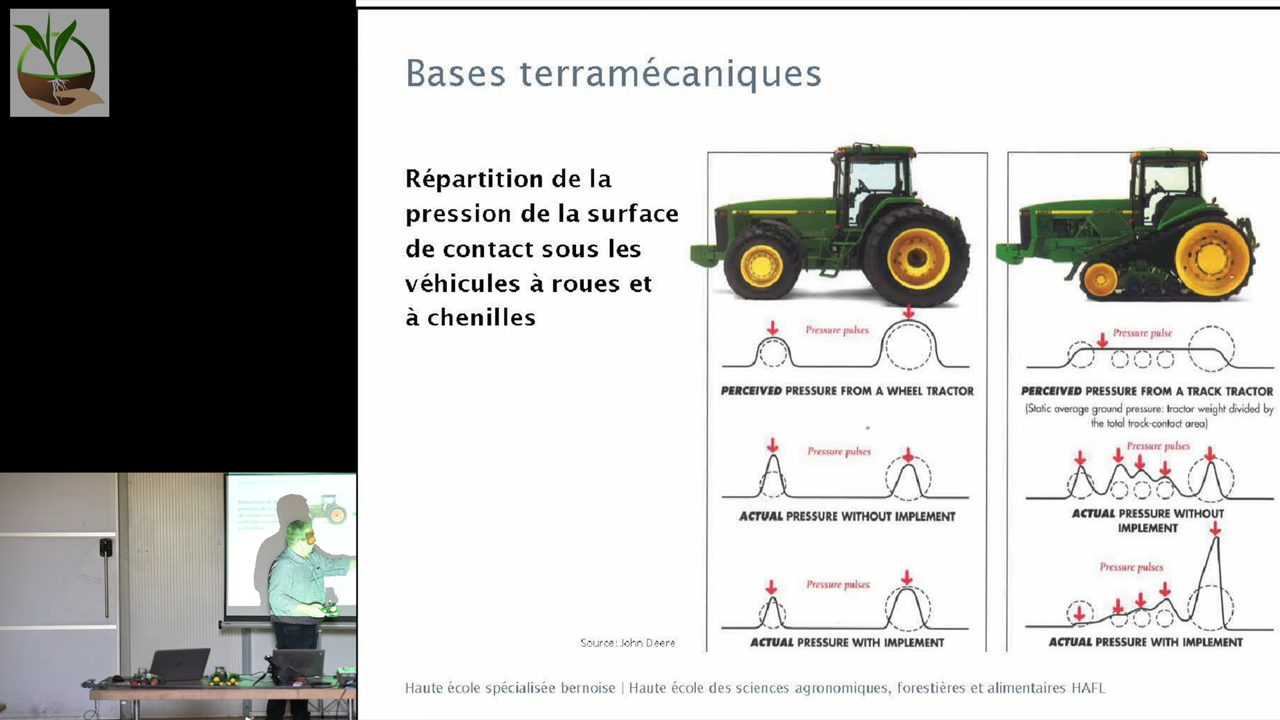 Bases terramécaniques
Répartition de la
pression de la surface
de contact sous les
véhicules à roues et
à chenilles
Pressure pulses
PERCEIVED PRESSURE FROM A WHEEL TRACTOR
Pressure pulses
ACTUAL PRESSURE WITHOUT IMPLEMENT
Pressure pulses
ACTUAL PRESSURE WITH IMPLEMENT
Pressure pulse
PERCEIVED PRESSURE FROM A TRACK TRACTOR
(Static average ground pressure: tractor weight divided by
the total track-contact area)
Pressure pulses
ACTUAL PRESSURE WITHOUT
IMPLEMENT
Pressure pulses
ACTUAL PRESSURE WITH IMPLEMENT
Source: John Deere
Haute école spécialisée bernoise | Haute école des sciences agronomiques, forestières et alimentaires HAFL